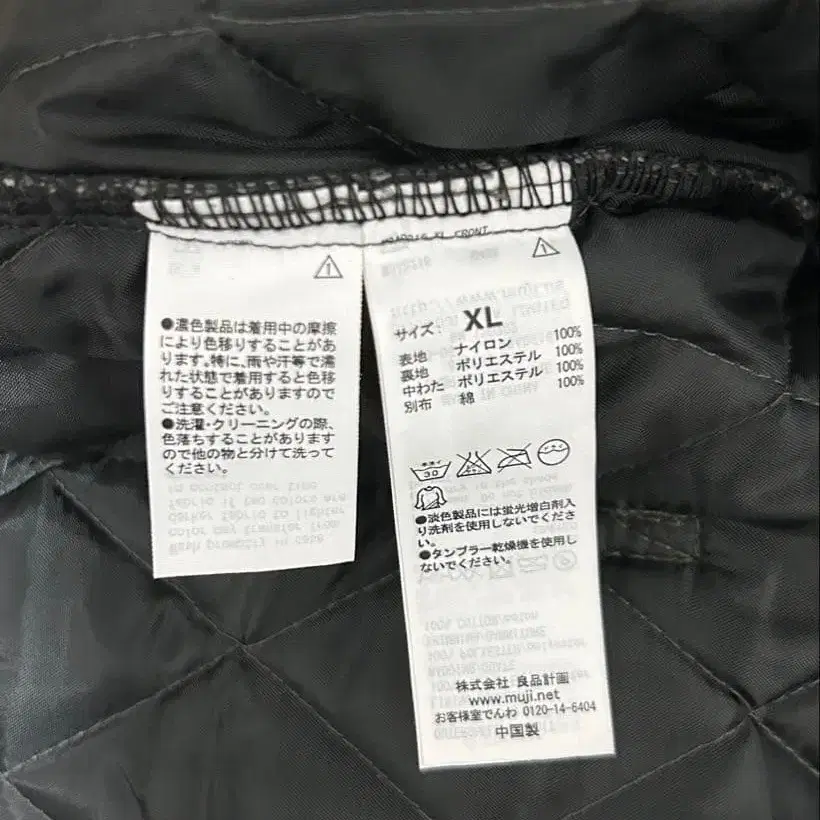 1
●濃色製品は着用中の摩擦
により色移りすることがあ
ります。特に、雨や汗等で濡
れた状態で着用すると色移
りすることがありますので
ご注意ください。
●洗濯・クリーニングの際、
色落ちすることがあります
ので他の物と分けて洗って
ください。
XL FRONT
1
サイズ: XL
表地 ナイロン 100%
裏地 ポリエステル 100%
中わた ポリエステル 100%
別布 綿 100%
30
●淡色製品には蛍光増白剤入
り洗剤を使用しないでくださ
い。
●タンブラー乾燥機を使用し
ないでください。
株式会社 良品計画
www.muji.net
お客様室でんわ 0120-14-6404
中国製